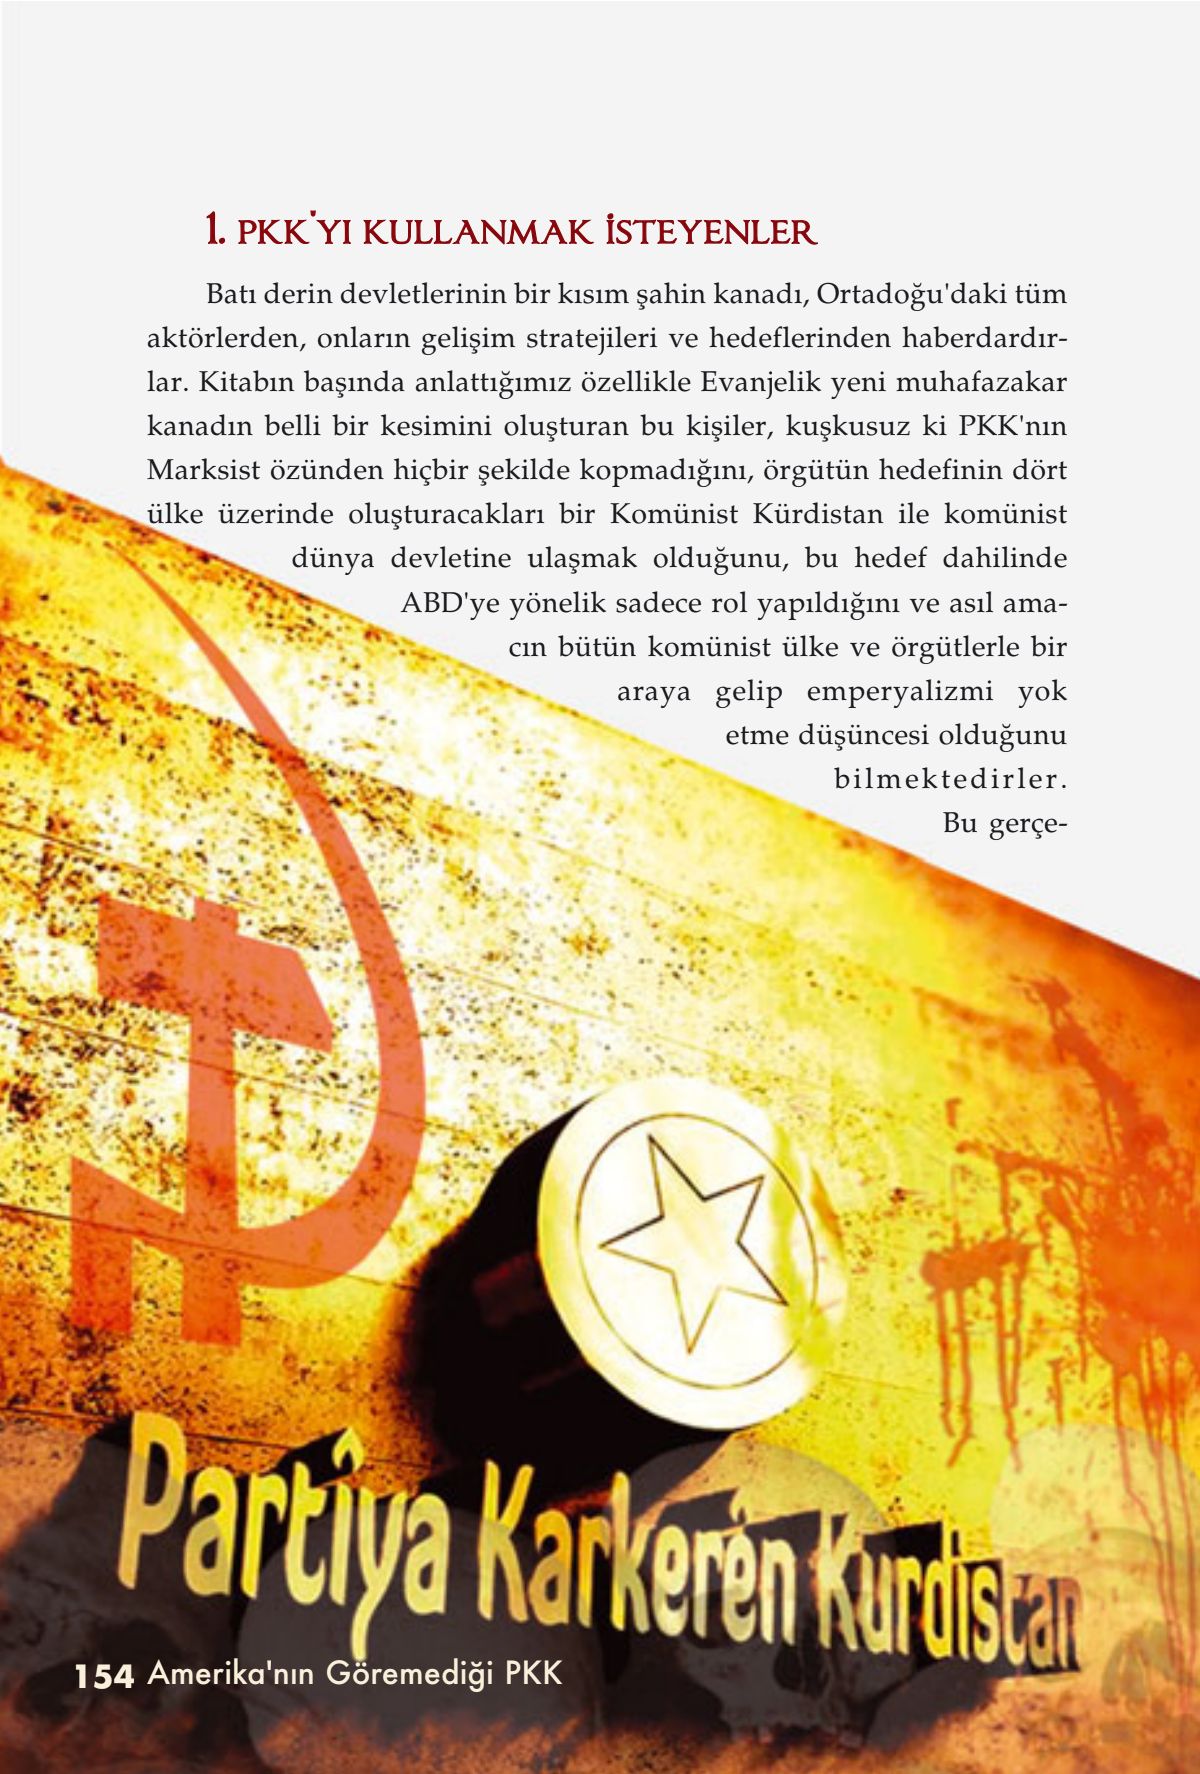 1. PKK'YI KULLANMAK İSTEYENLER
Batı derin devletlerinin bir kısım şahin kanadı, Ortadoğu'daki tüm
aktörlerden, onların gelişim stratejileri ve hedeflerinden haberdardır-
lar. Kitabın başında anlattığımız özellikle Evanjelik yeni muhafazakar
kanadın belli bir kesimini oluşturan bu kişiler, kuşkusuz ki PKK'nın
Marksist özünden hiçbir şekilde kopmadığını, örgütün hedefinin dört
ülke üzerinde oluşturacakları bir Komünist Kürdistan ile komünist
dünya devletine ulaşmak olduğunu, bu hedef dahilinde
ABD'ye yönelik sadece rol yapıldığını ve asıl ama-
cın bütün komünist ülke ve örgütlerle bir
araya gelip emperyalizmi yok
etme düşüncesi olduğunu
bilmektedirler.
Bu gerçe-
Partîya Karkerên Kurdistan
154 Amerika'nın Göremediği PKK